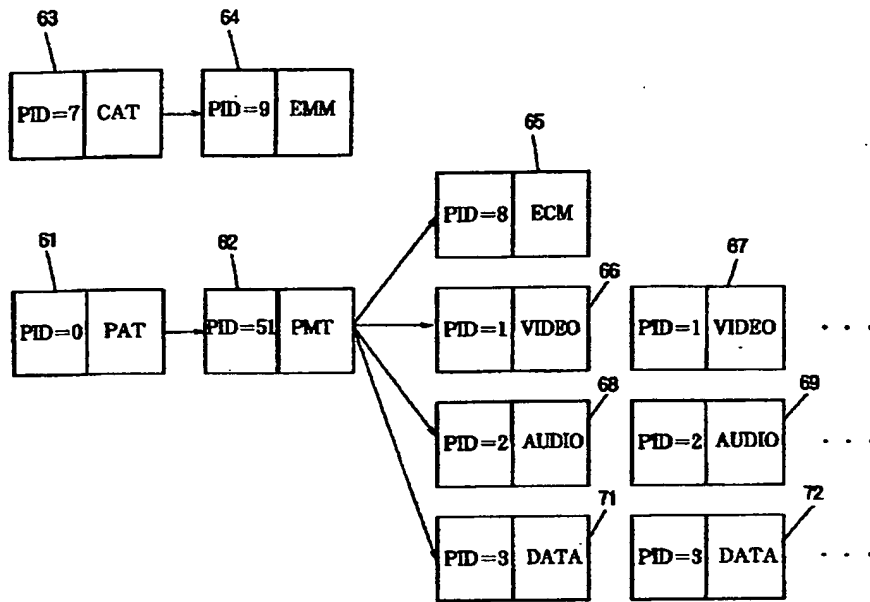 63 64
PID=7 CAT PID=9 EMM
65
PID=8 ECM
61 62
66 67
PID=0 PAT PID=51 PMT PID=1 VIDEO PID=1 VIDEO . . .
68 69
PID=2 AUDIO PID=2 AUDIO . . .
71 72
PID=3 DATA PID=3 DATA . . .